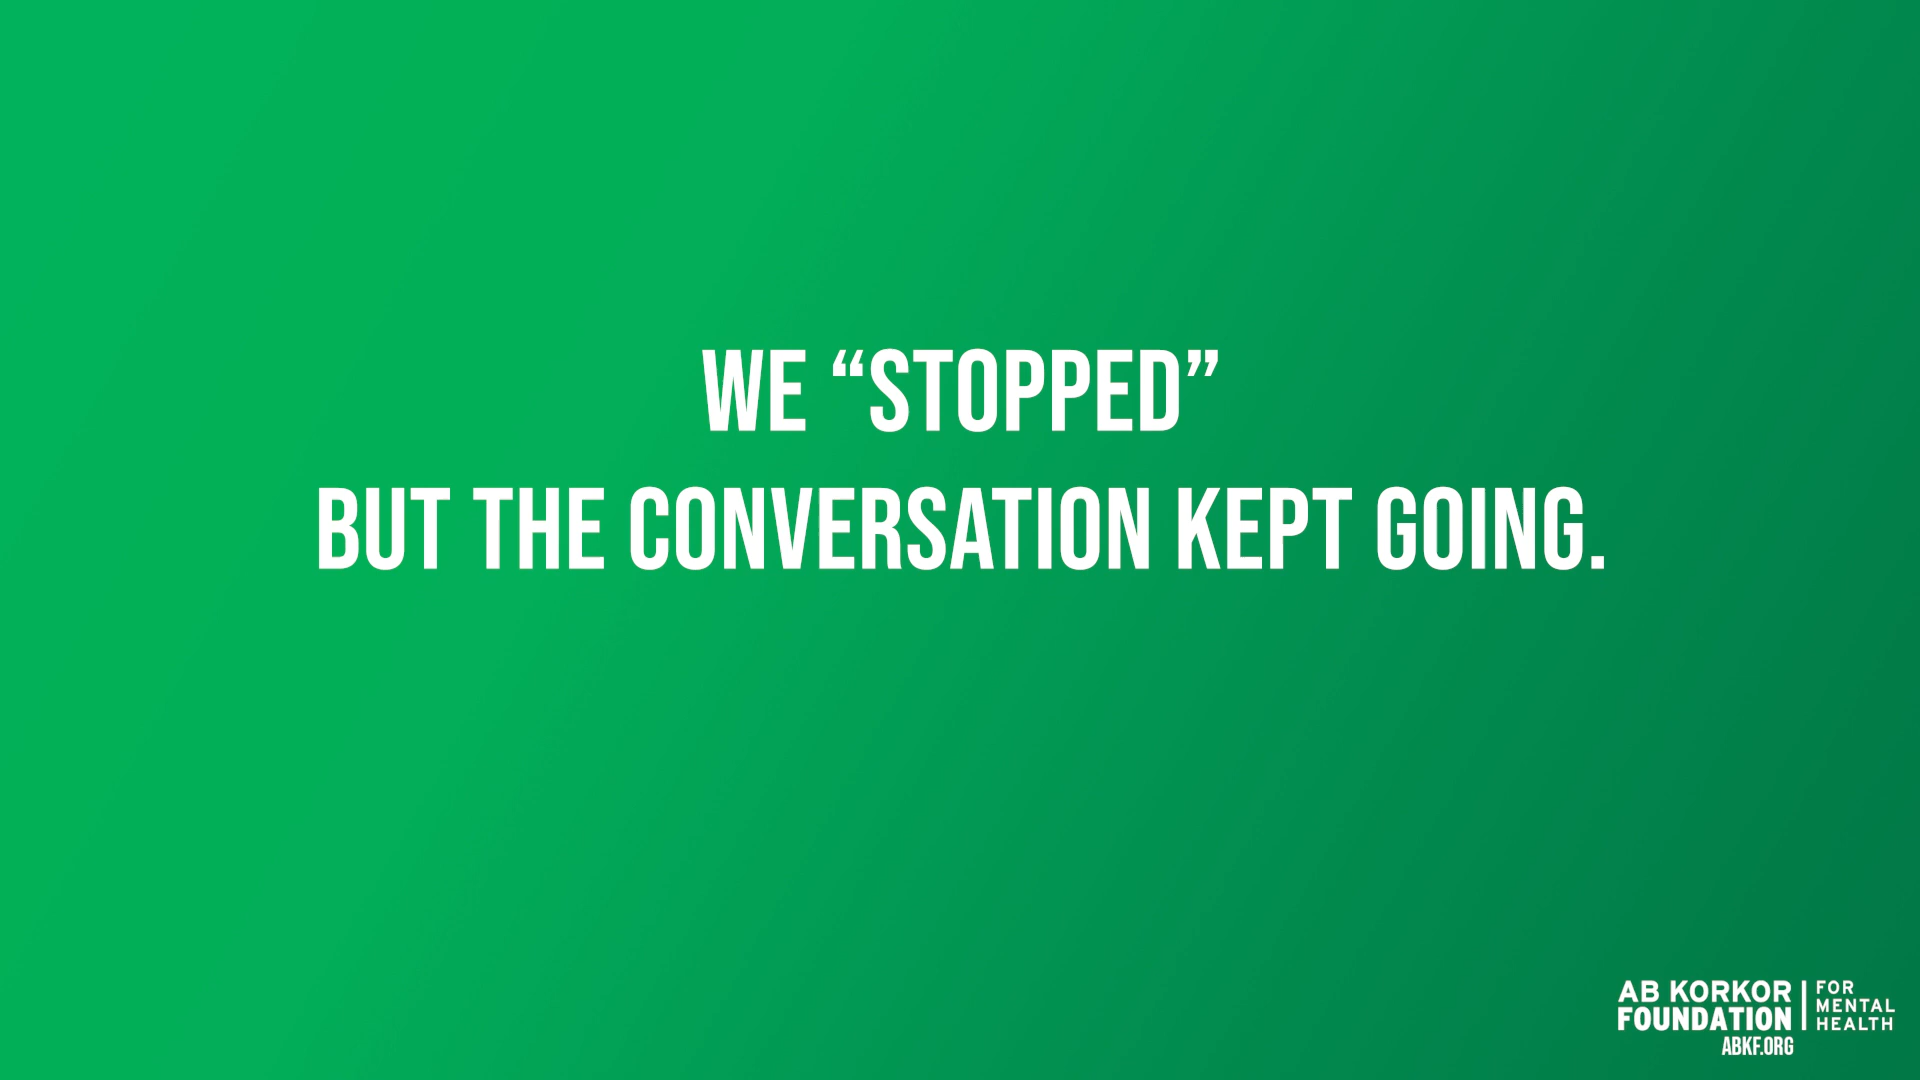 WE “STOPPED”
BUT THE CONVERSATION KEPT GOING.
AB KORKOR
FOUNDATION
FOR
MENTAL
HEALTH
ABKF.ORG